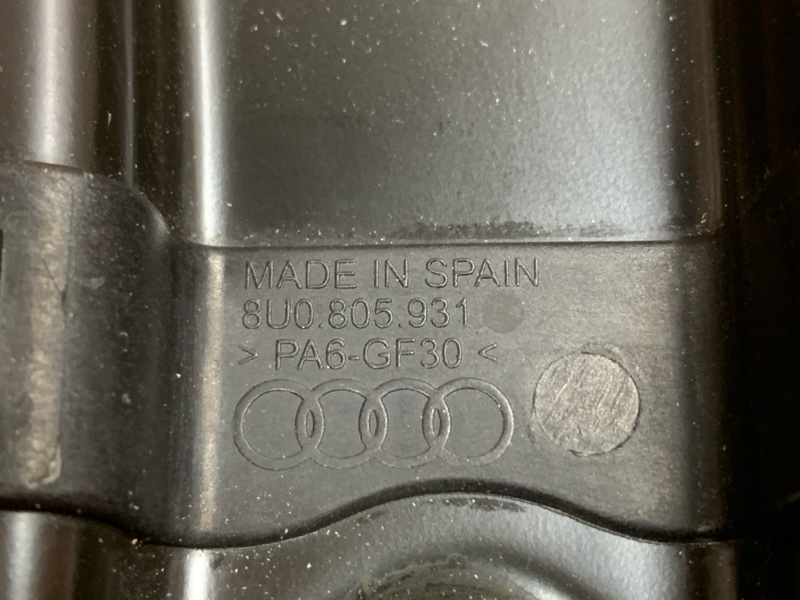 MADE IN SPAIN
8U0.805.931
> PA6-GF30 <